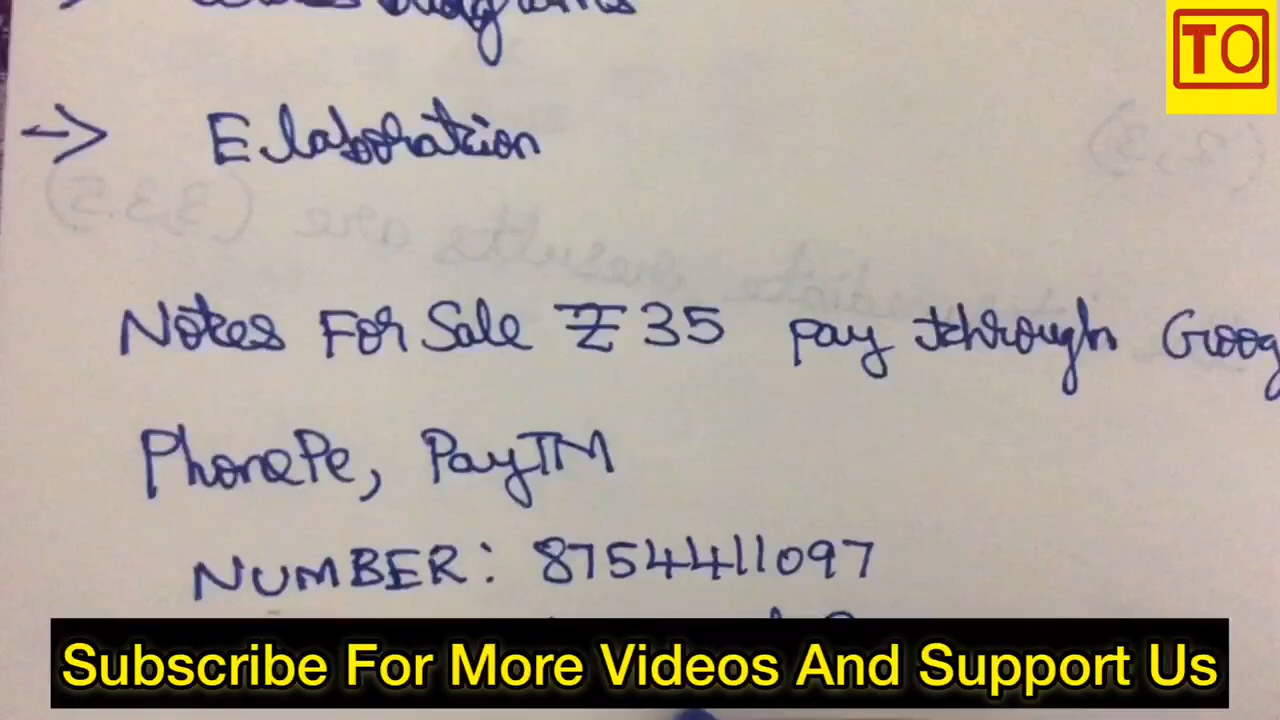 TO
→ Elaboration
Notes For Sale ₹35 pay through Goog
PhonePe, PayTM
NUMBER: 8754411097
Subscribe For More Videos And Support Us